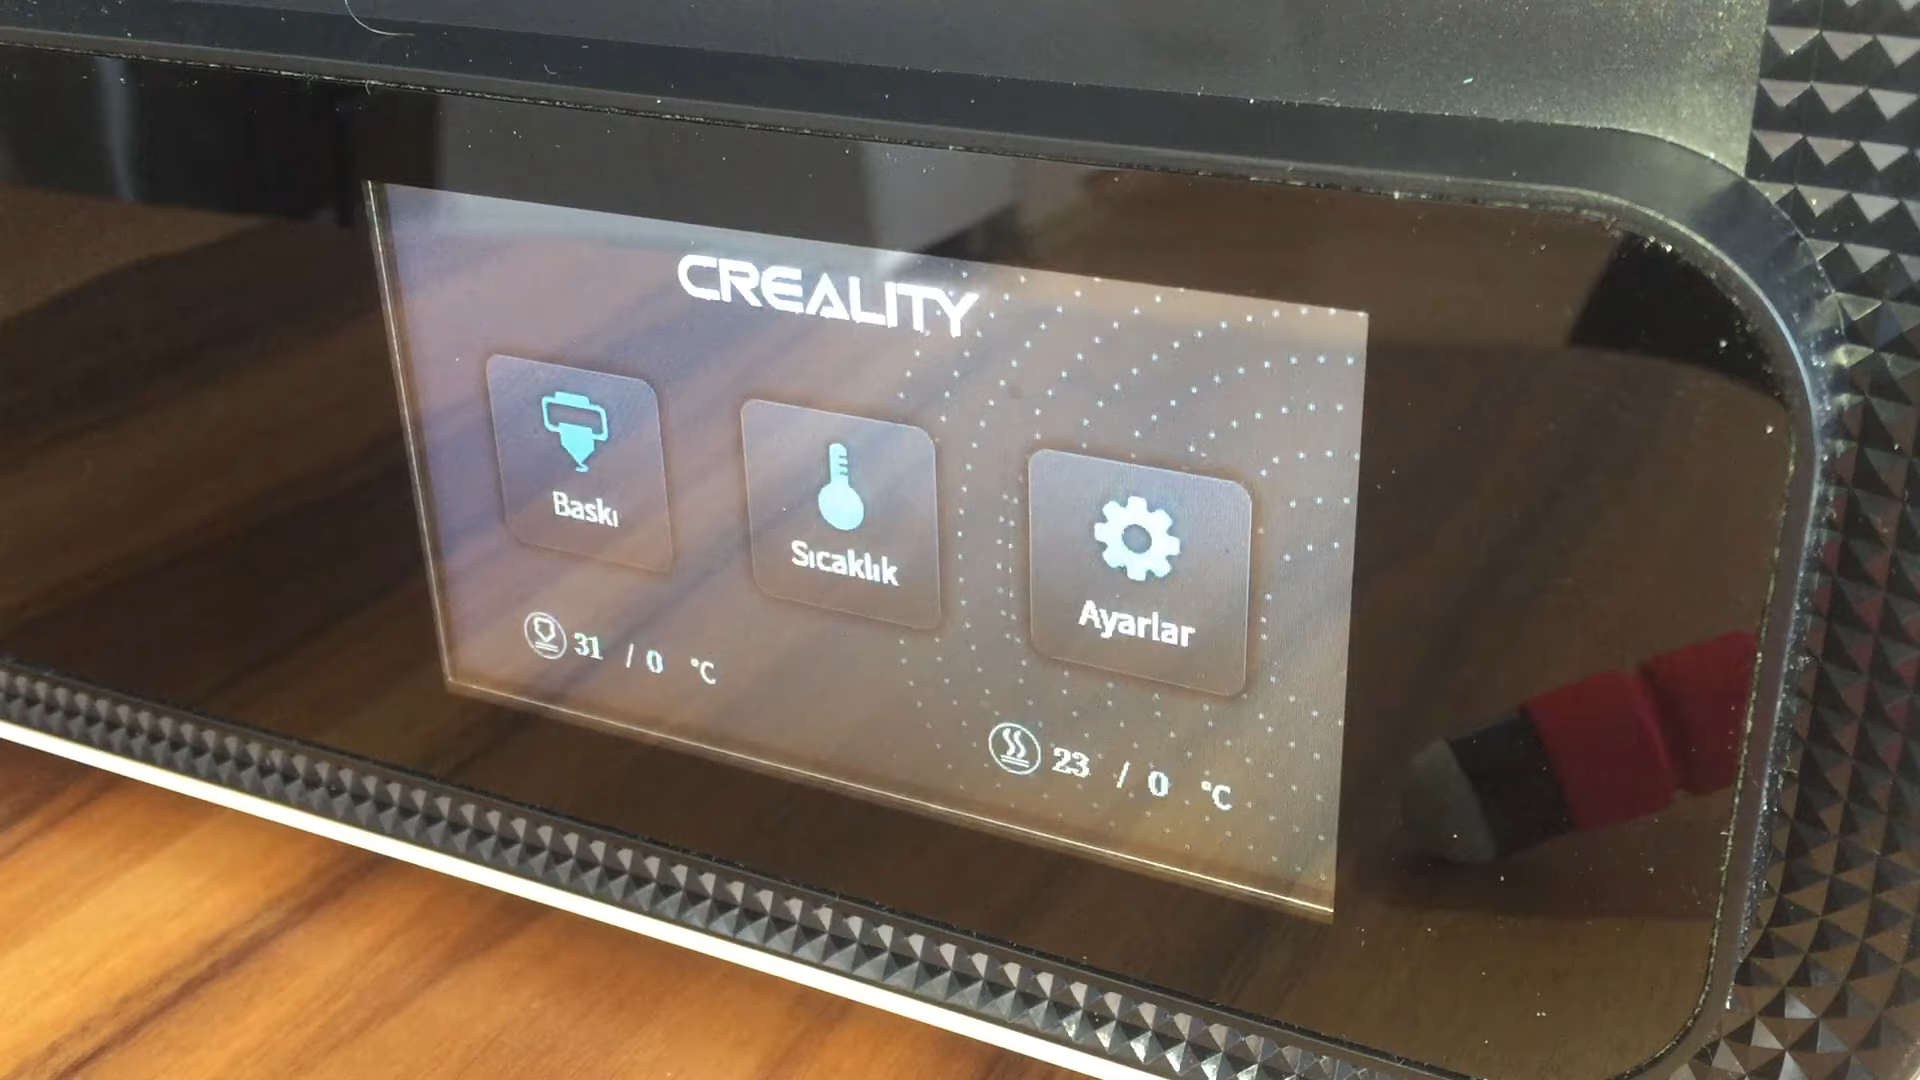 CREALITY
Baskı
Sıcaklık
Ayarlar
31 / 0 °C
23 / 0 °C